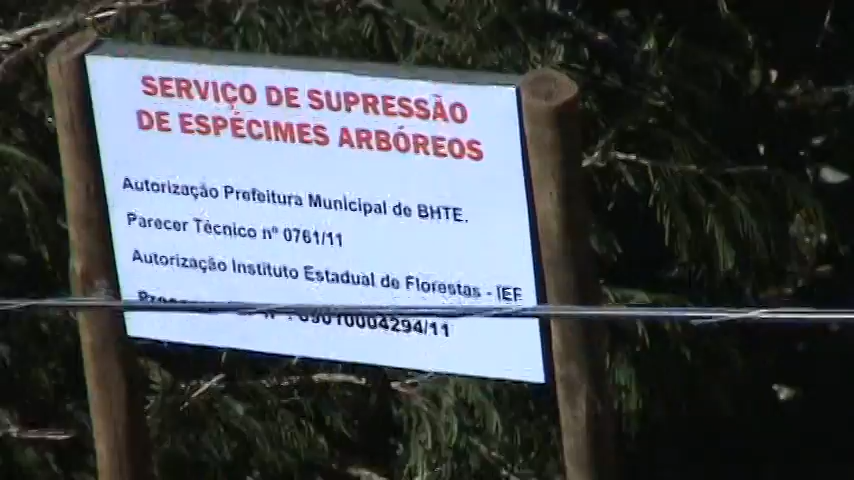 SERVIÇO DE SUPRESSÃO
DE ESPÉCIMES ARBÓREOS
Autorização Prefeitura Municipal de BHTE.
Parecer Técnico nº 0761/11
Autorização Instituto Estadual de Florestas - IEF
nº : 09010004294/11